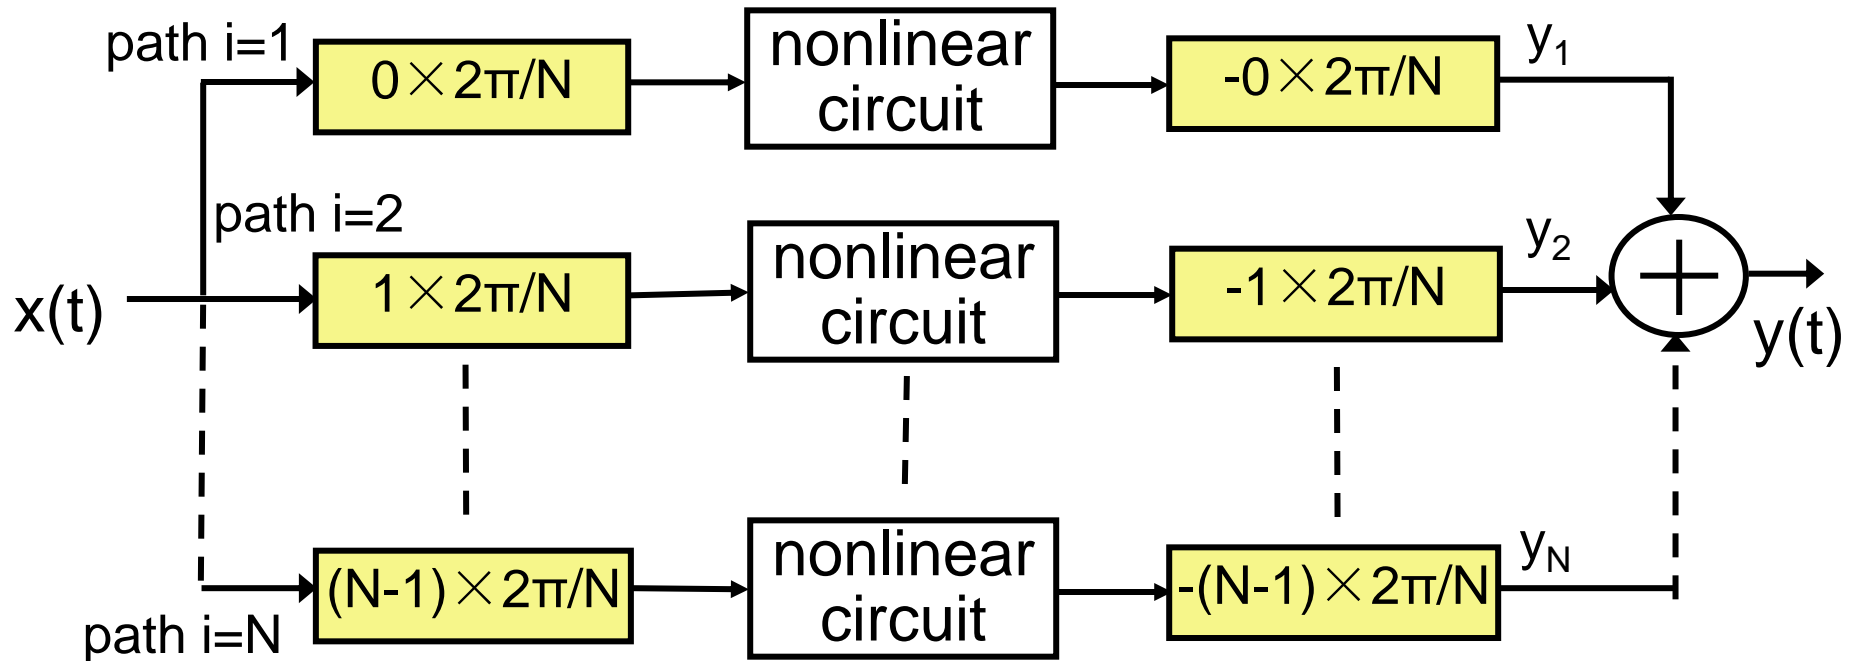 path i=1
0×2π/N
nonlinear
circuit
-0×2π/N
y₁
path i=2
1×2π/N
nonlinear
circuit
-1×2π/N
y₂
x(t)
y(t)
(N-1)×2π/N
nonlinear
circuit
-(N-1)×2π/N
y_N
path i=N